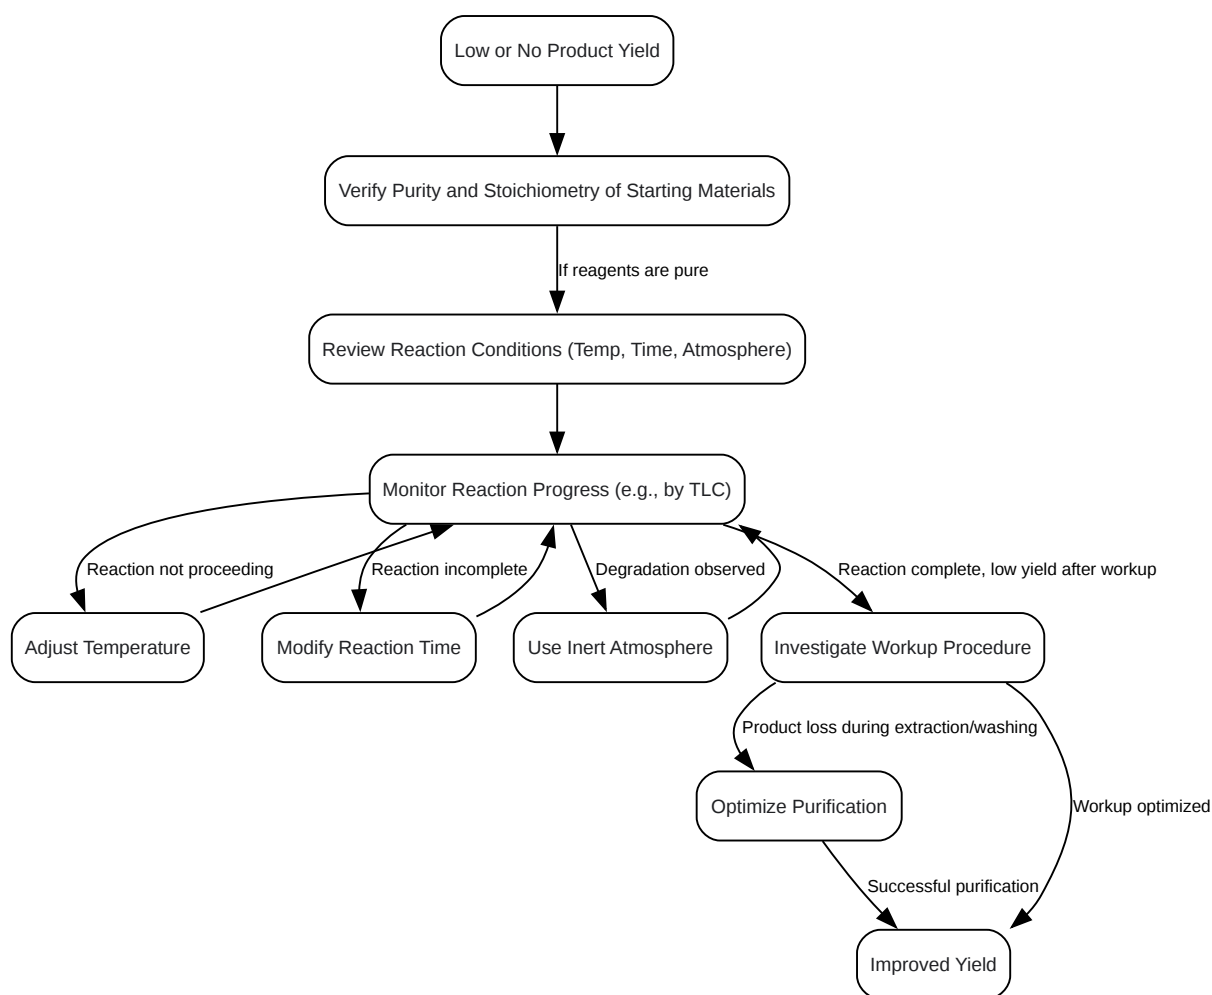 Low or No Product Yield
Verify Purity and Stoichiometry of Starting Materials
If reagents are pure
Review Reaction Conditions (Temp, Time, Atmosphere)
Monitor Reaction Progress (e.g., by TLC)
Reaction not proceeding
Reaction incomplete
Degradation observed
Reaction complete, low yield after workup
Adjust Temperature
Modify Reaction Time
Use Inert Atmosphere
Investigate Workup Procedure
Product loss during extraction/washing
Optimize Purification
Workup optimized
Successful purification
Improved Yield